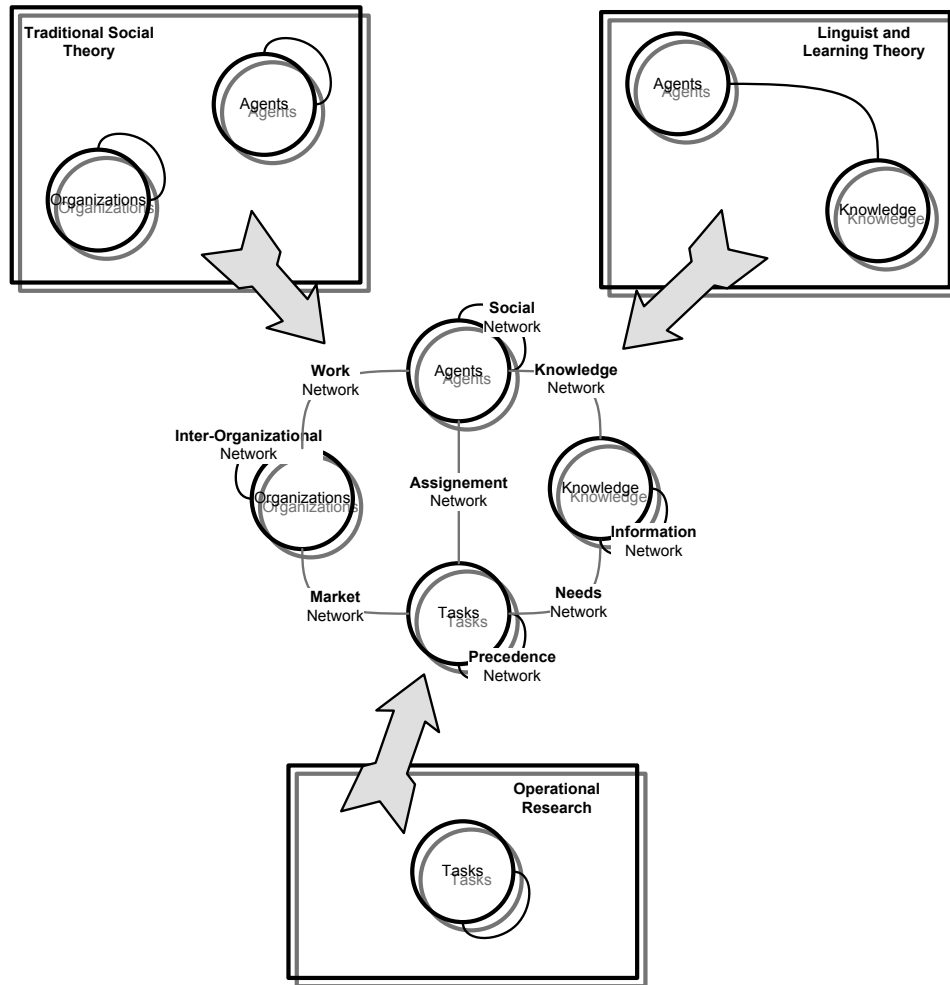 Traditional Social
Theory
Agents
Agents
Organizations
Organizations
Linguist and
Learning Theory
Agents
Agents
Knowledge
Knowledge
Social
Network
Work
Network
Agents
Agents
Knowledge
Network
Inter-Organizational
Network
Organizations
Organizations
Assignement
Network
Knowledge
Knowledge
Information
Network
Market
Network
Tasks
Tasks
Needs
Network
Precedence
Network
Operational
Research
Tasks
Tasks